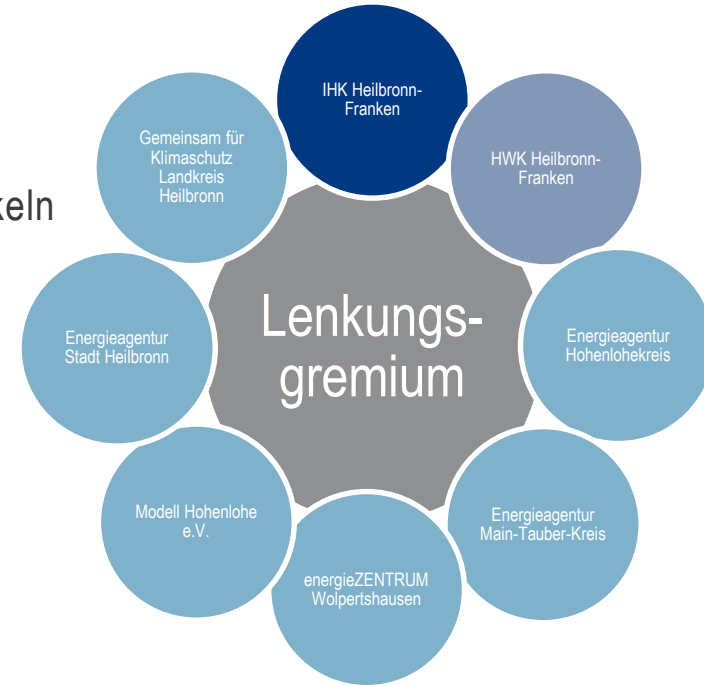 IHK Heilbronn-
Franken
Gemeinsam für
Klimaschutz
Landkreis
Heilbronn
HWK Heilbronn-
Franken
keln
Lenkungs-
gremium
Energieagentur
Stadt Heilbronn
Energieagentur
Hohenlohekreis
Modell Hohenlohe
e.V.
Energieagentur
Main-Tauber-Kreis
energieZENTRUM
Wolpertshausen